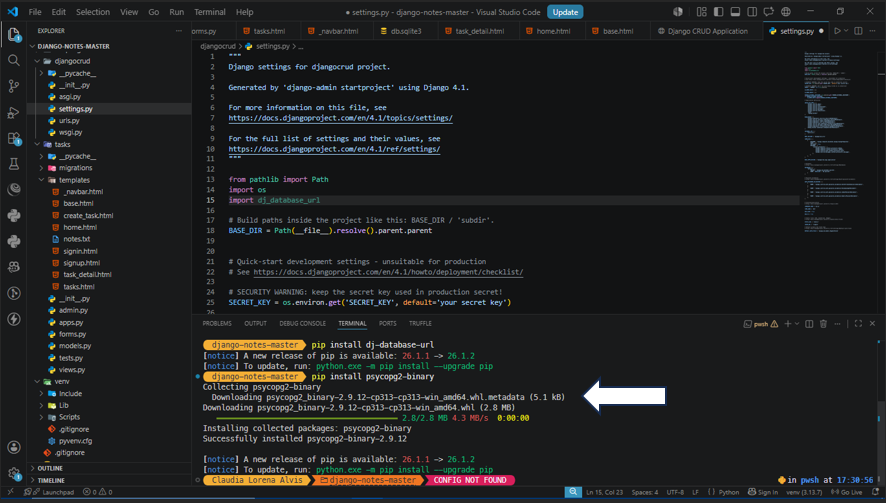 File Edit Selection View Go Run Terminal Help
settings.py - django-notes-master - Visual Studio Code
Update
EXPLORER
DJANGO-NOTES-MASTER
djangocrud
__pycache__
__init__.py
asgi.py
settings.py
urls.py
wsgi.py
tasks
__pycache__
migrations
templates
_navbar.html
base.html
create_task.html
home.html
notes.txt
signin.html
signup.html
task_detail.html
tasks.html
__init__.py
admin.py
apps.py
forms.py
models.py
tests.py
views.py
venv
Include
Lib
Scripts
.gitignore
pyvenv.cfg
.gitignore
OUTLINE
TIMELINE
orms.py tasks.html _navbar.html db.sqlite3 task_detail.html home.html base.html Django CRUD Application settings.py
djangocrud > settings.py > ...
1 """
2 Django settings for djangocrud project.
3
4 Generated by 'django-admin startproject' using Django 4.1.
5
6 For more information on this file, see
7 https://docs.djangoproject.com/en/4.1/topics/settings/
8
9 For the full list of settings and their values, see
10 https://docs.djangoproject.com/en/4.1/ref/settings/
11 """
12
13 from pathlib import Path
14 import os
15 import dj_database_url
16
17 # Build paths inside the project like this: BASE_DIR / 'subdir'.
18 BASE_DIR = Path(__file__).resolve().parent.parent
19
20
21 # Quick-start development settings - unsuitable for production
22 # See https://docs.djangoproject.com/en/4.1/howto/deployment/checklist/
23
24 # SECURITY WARNING: keep the secret key used in production secret!
25 SECRET_KEY = os.environ.get('SECRET_KEY', default='your secret key')
26
PROBLEMS OUTPUT DEBUG CONSOLE TERMINAL PORTS TRUFFLE
pwsh
django-notes-master pip install dj-database-url
[notice] A new release of pip is available: 26.1.1 -> 26.1.2
[notice] To update, run: python.exe -m pip install --upgrade pip
django-notes-master pip install psycopg2-binary
Collecting psycopg2-binary
Downloading psycopg2_binary-2.9.12-cp313-cp313-win_amd64.whl.metadata (5.1 kB)
Downloading psycopg2_binary-2.9.12-cp313-cp313-win_amd64.whl (2.8 MB)
2.8/2.8 MB 4.3 MB/s 0:00:00
Installing collected packages: psycopg2-binary
Successfully installed psycopg2-binary-2.9.12
[notice] A new release of pip is available: 26.1.1 -> 26.1.2
[notice] To update, run: python.exe -m pip install --upgrade pip
Claudia Lorena Alvis django-notes-master CONFIG NOT FOUND
in pwsh at 17:30:56
Launchpad 0 0
Ln 15, Col 23 Spaces: 4 UTF-8 LF Python Sign In venv (3.13.7) Go Live